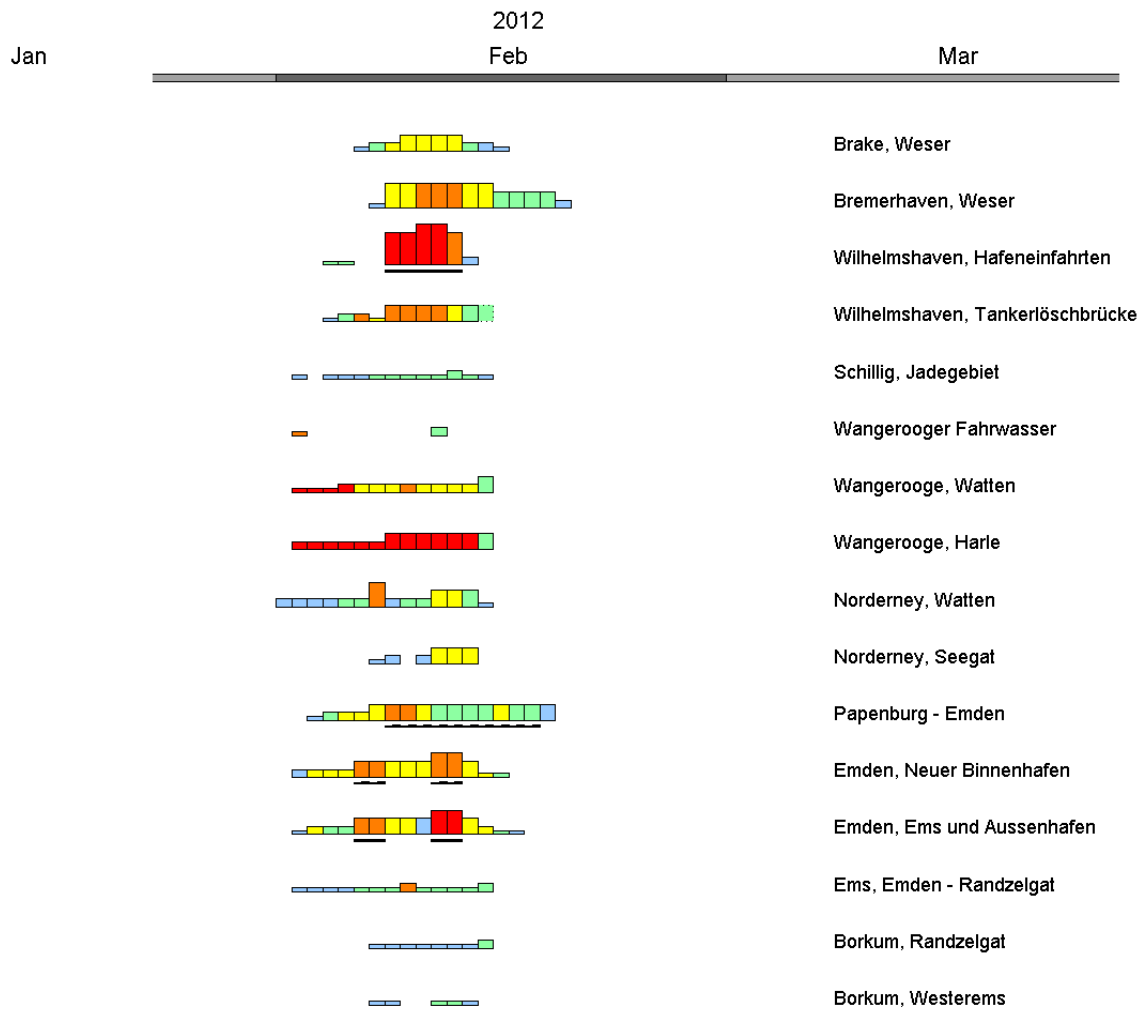 2012
Jan Feb Mar
Brake, Weser
Bremerhaven, Weser
Wilhelmshaven, Hafeneinfahrten
Wilhelmshaven, Tankerlöschbrücke
Schillig, Jadegebiet
Wangerooger Fahrwasser
Wangerooge, Watten
Wangerooge, Harle
Norderney, Watten
Norderney, Seegat
Papenburg - Emden
Emden, Neuer Binnenhafen
Emden, Ems und Aussenhafen
Ems, Emden - Randzelgat
Borkum, Randzelgat
Borkum, Westerems